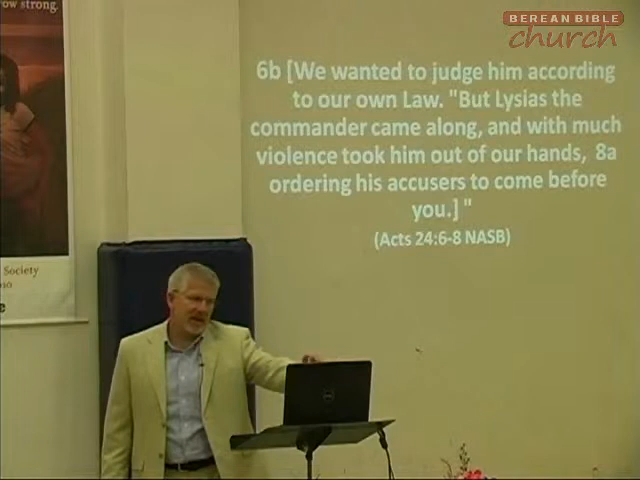 ow strong.
BEREAN BIBLE
church
6b [We wanted to judge him according
to our own Law. "But Lysias the
commander came along, and with much
violence took him out of our hands, 8a
ordering his accusers to come before
you.] "
(Acts 24:6-8 NASB)
Society
DELL